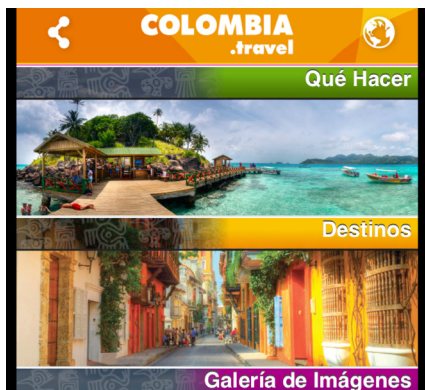 COLOMBIA
.travel
Qué Hacer
Destinos
Galería de Imágenes